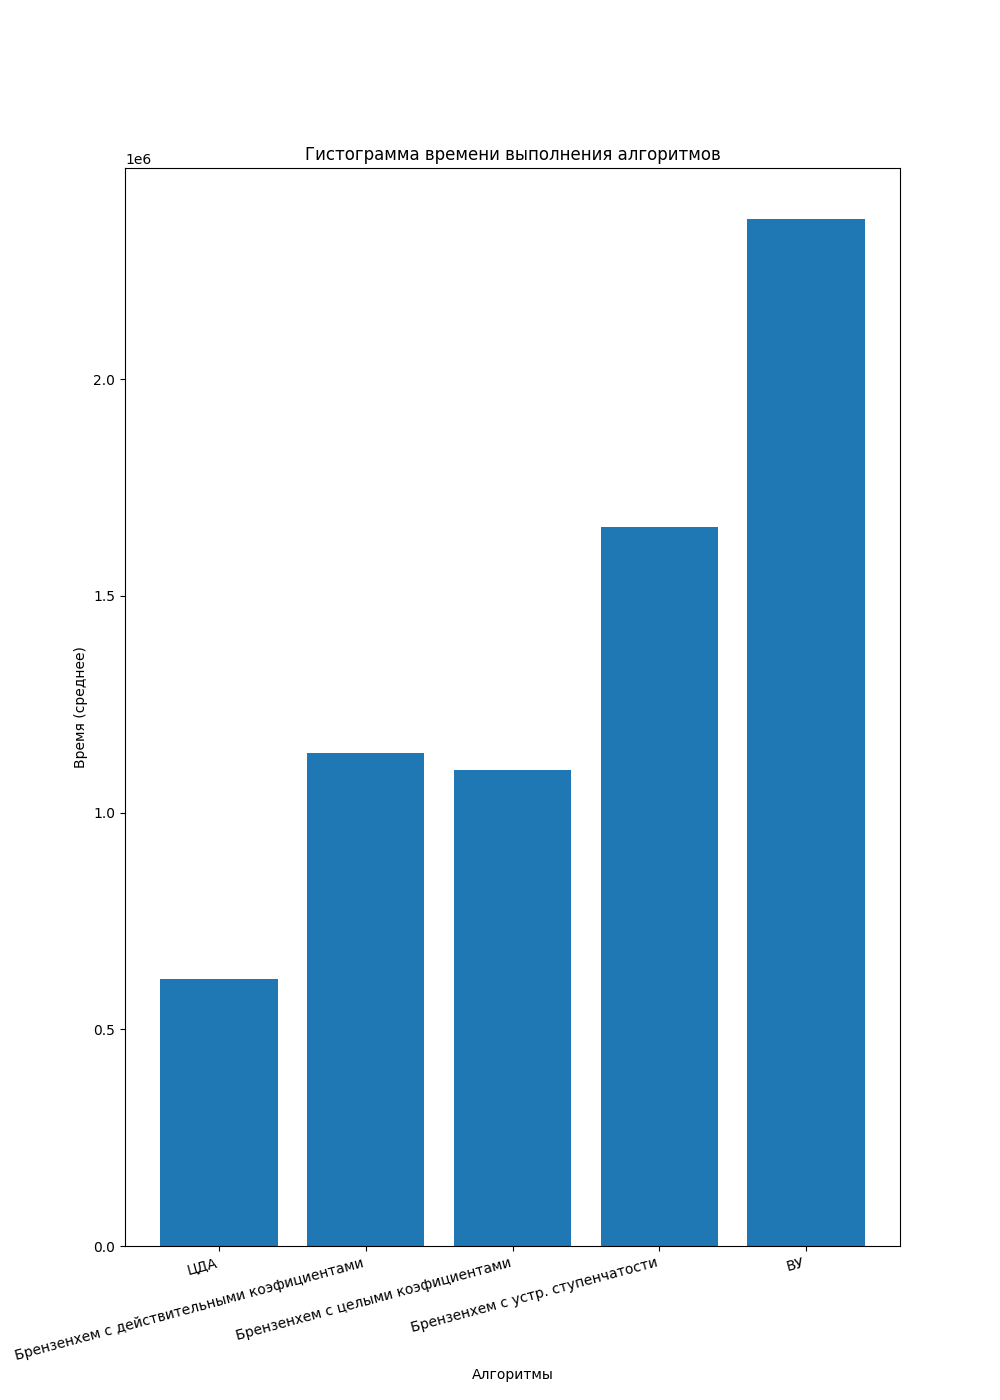 Гистограмма времени выполнения алгоритмов
1e6
2.0
1.5
1.0
0.5
0.0
Время (среднее)
ЦДА
Брензенхем с действительными коэфициентами
Брензенхем с целыми коэфициентами
Брензенхем с устр. ступенчатости
ВУ
Алгоритмы